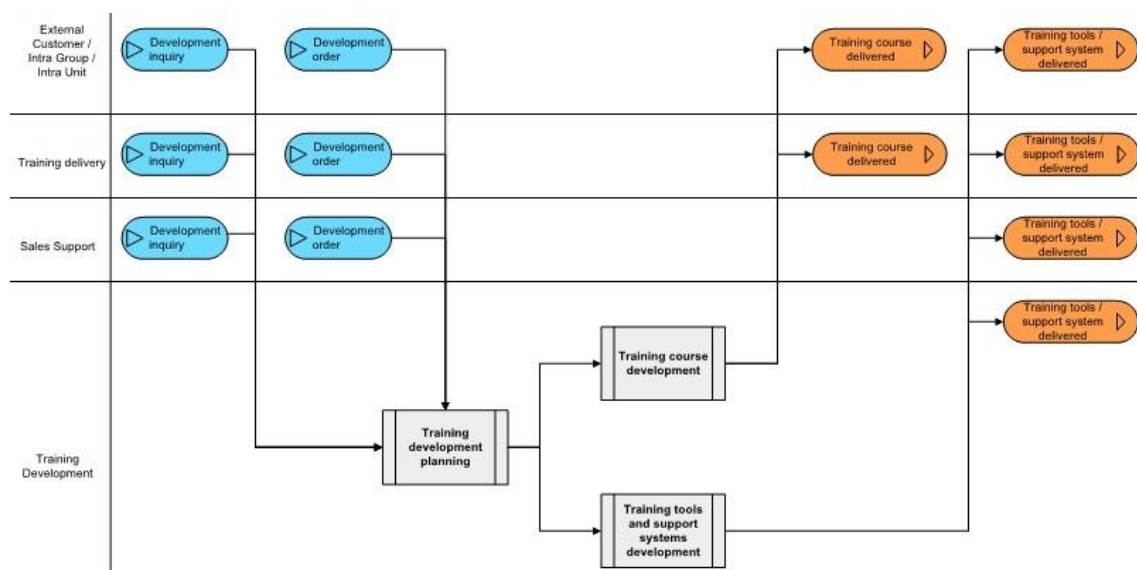 External
Customer /
Intra Group /
Intra Unit
Development
inquiry
Development
order
Training course
delivered
Training tools /
support system
delivered
Training delivery
Development
inquiry
Development
order
Training course
delivered
Training tools /
support system
delivered
Sales Support
Development
inquiry
Development
order
Training tools /
support system
delivered
Training
Development
Training tools /
support system
delivered
Training course
development
Training
development
planning
Training tools
and support
systems
development